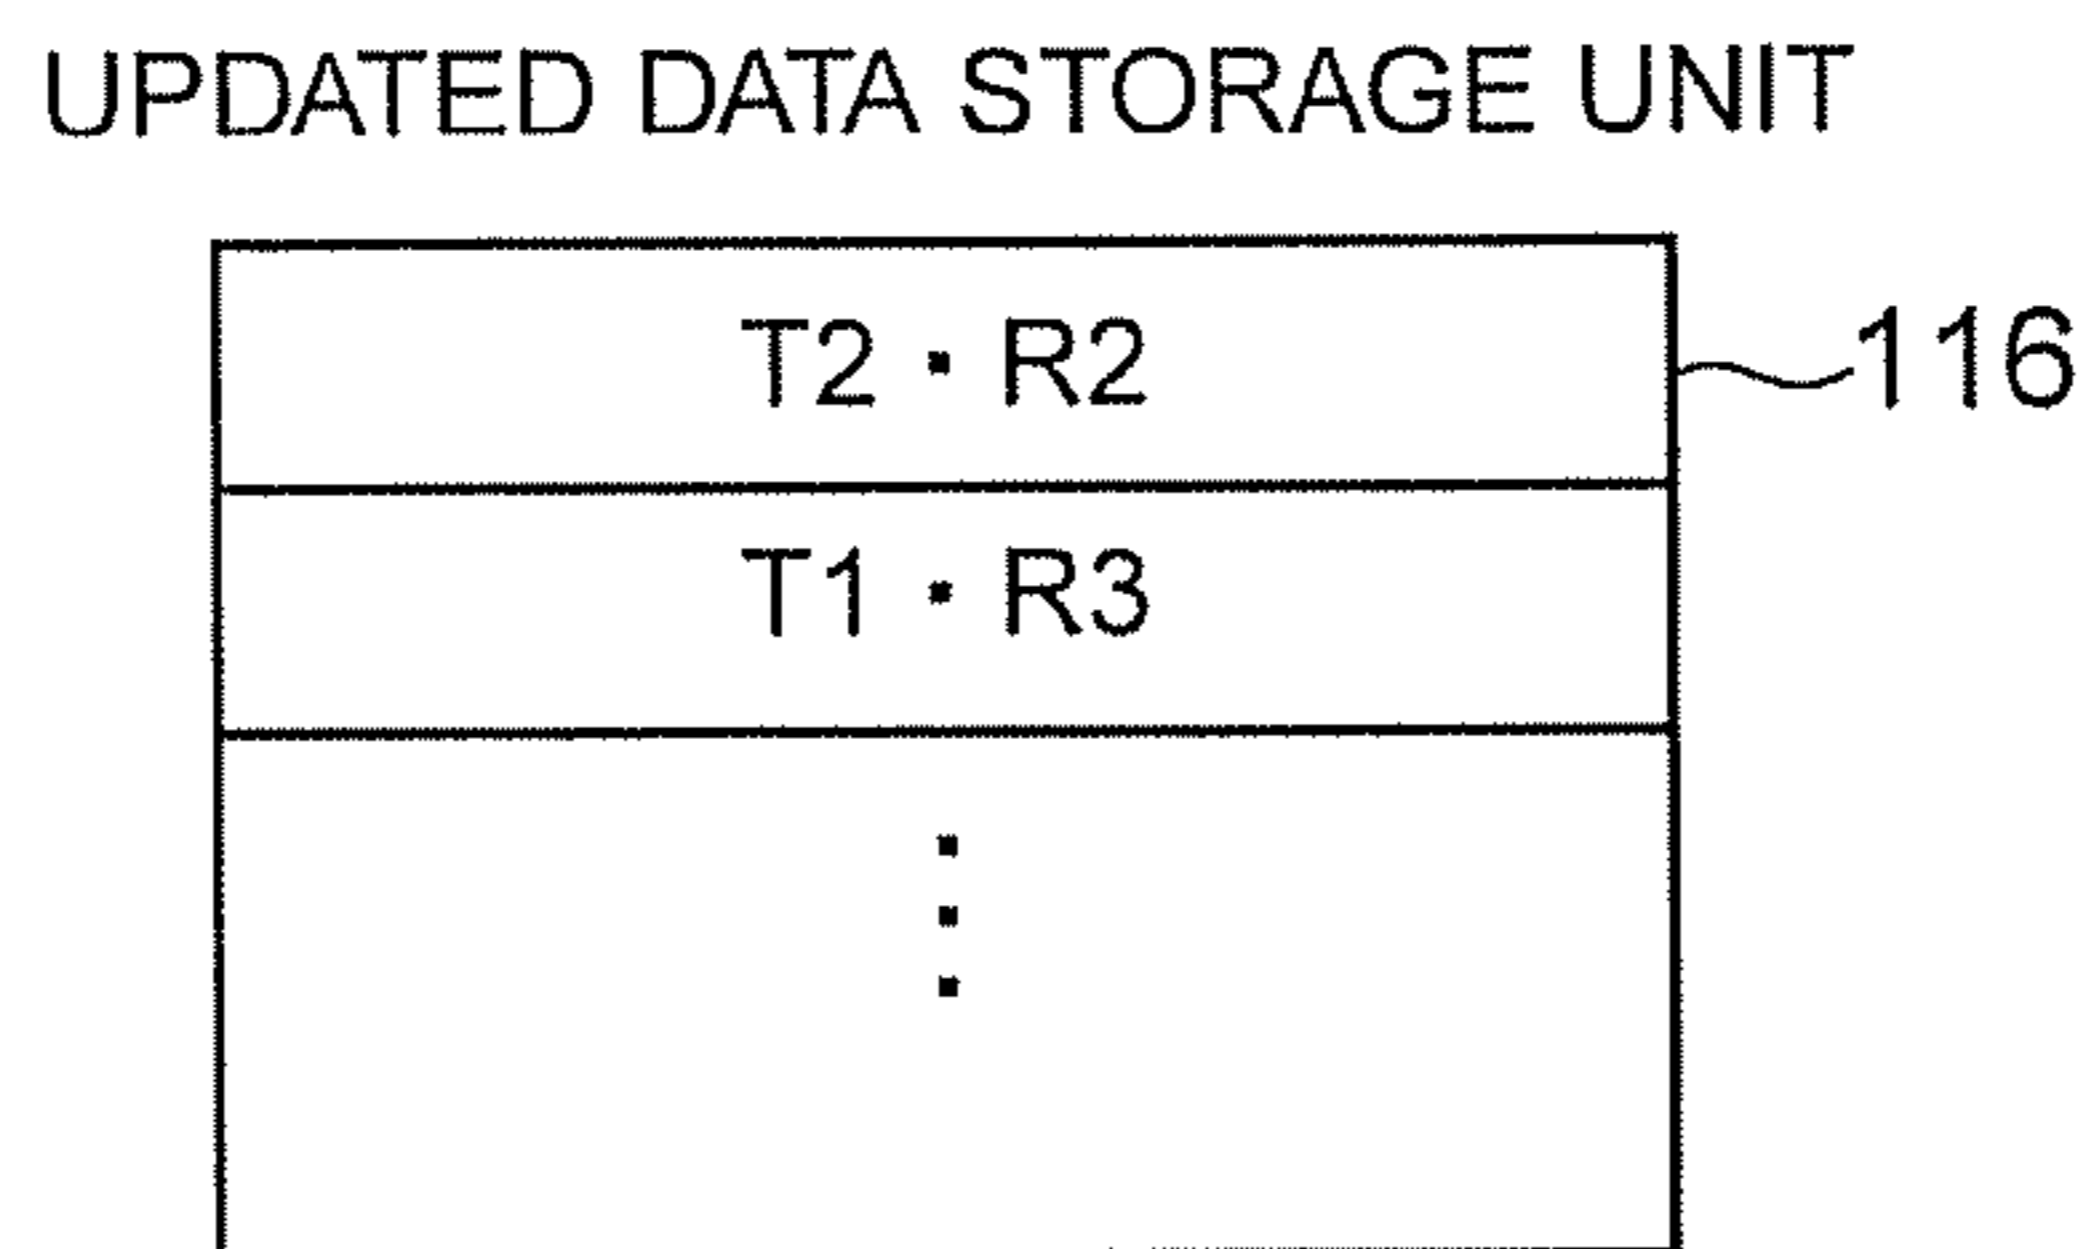 UPDATED DATA STORAGE UNIT
T2 ▪ R2
116
T1 ▪ R3